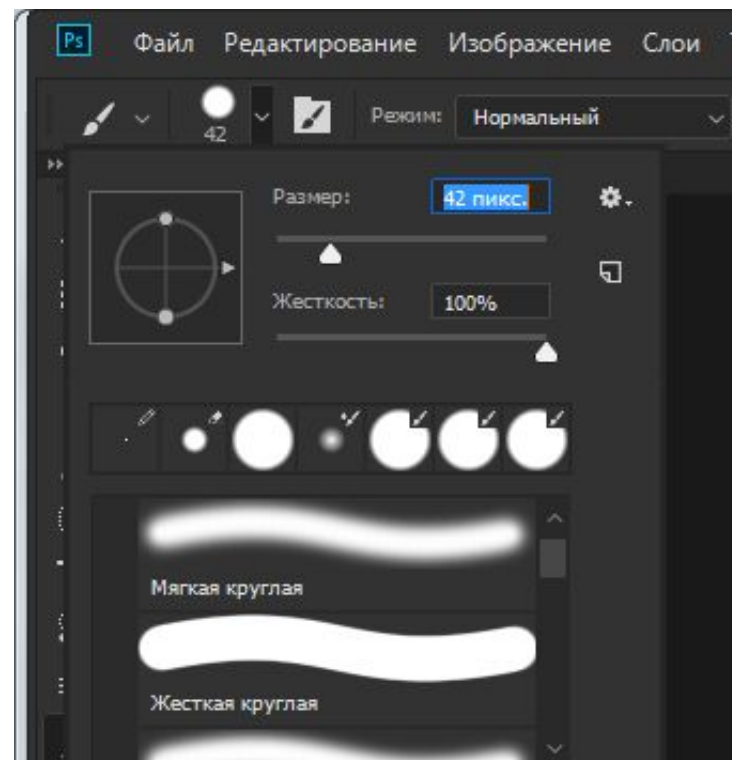 Ps Файл Редактирование Изображение Слои
42 Режим: Нормальный
Размер: 42 пикс.
Жесткость: 100%
Мягкая круглая
Жесткая круглая